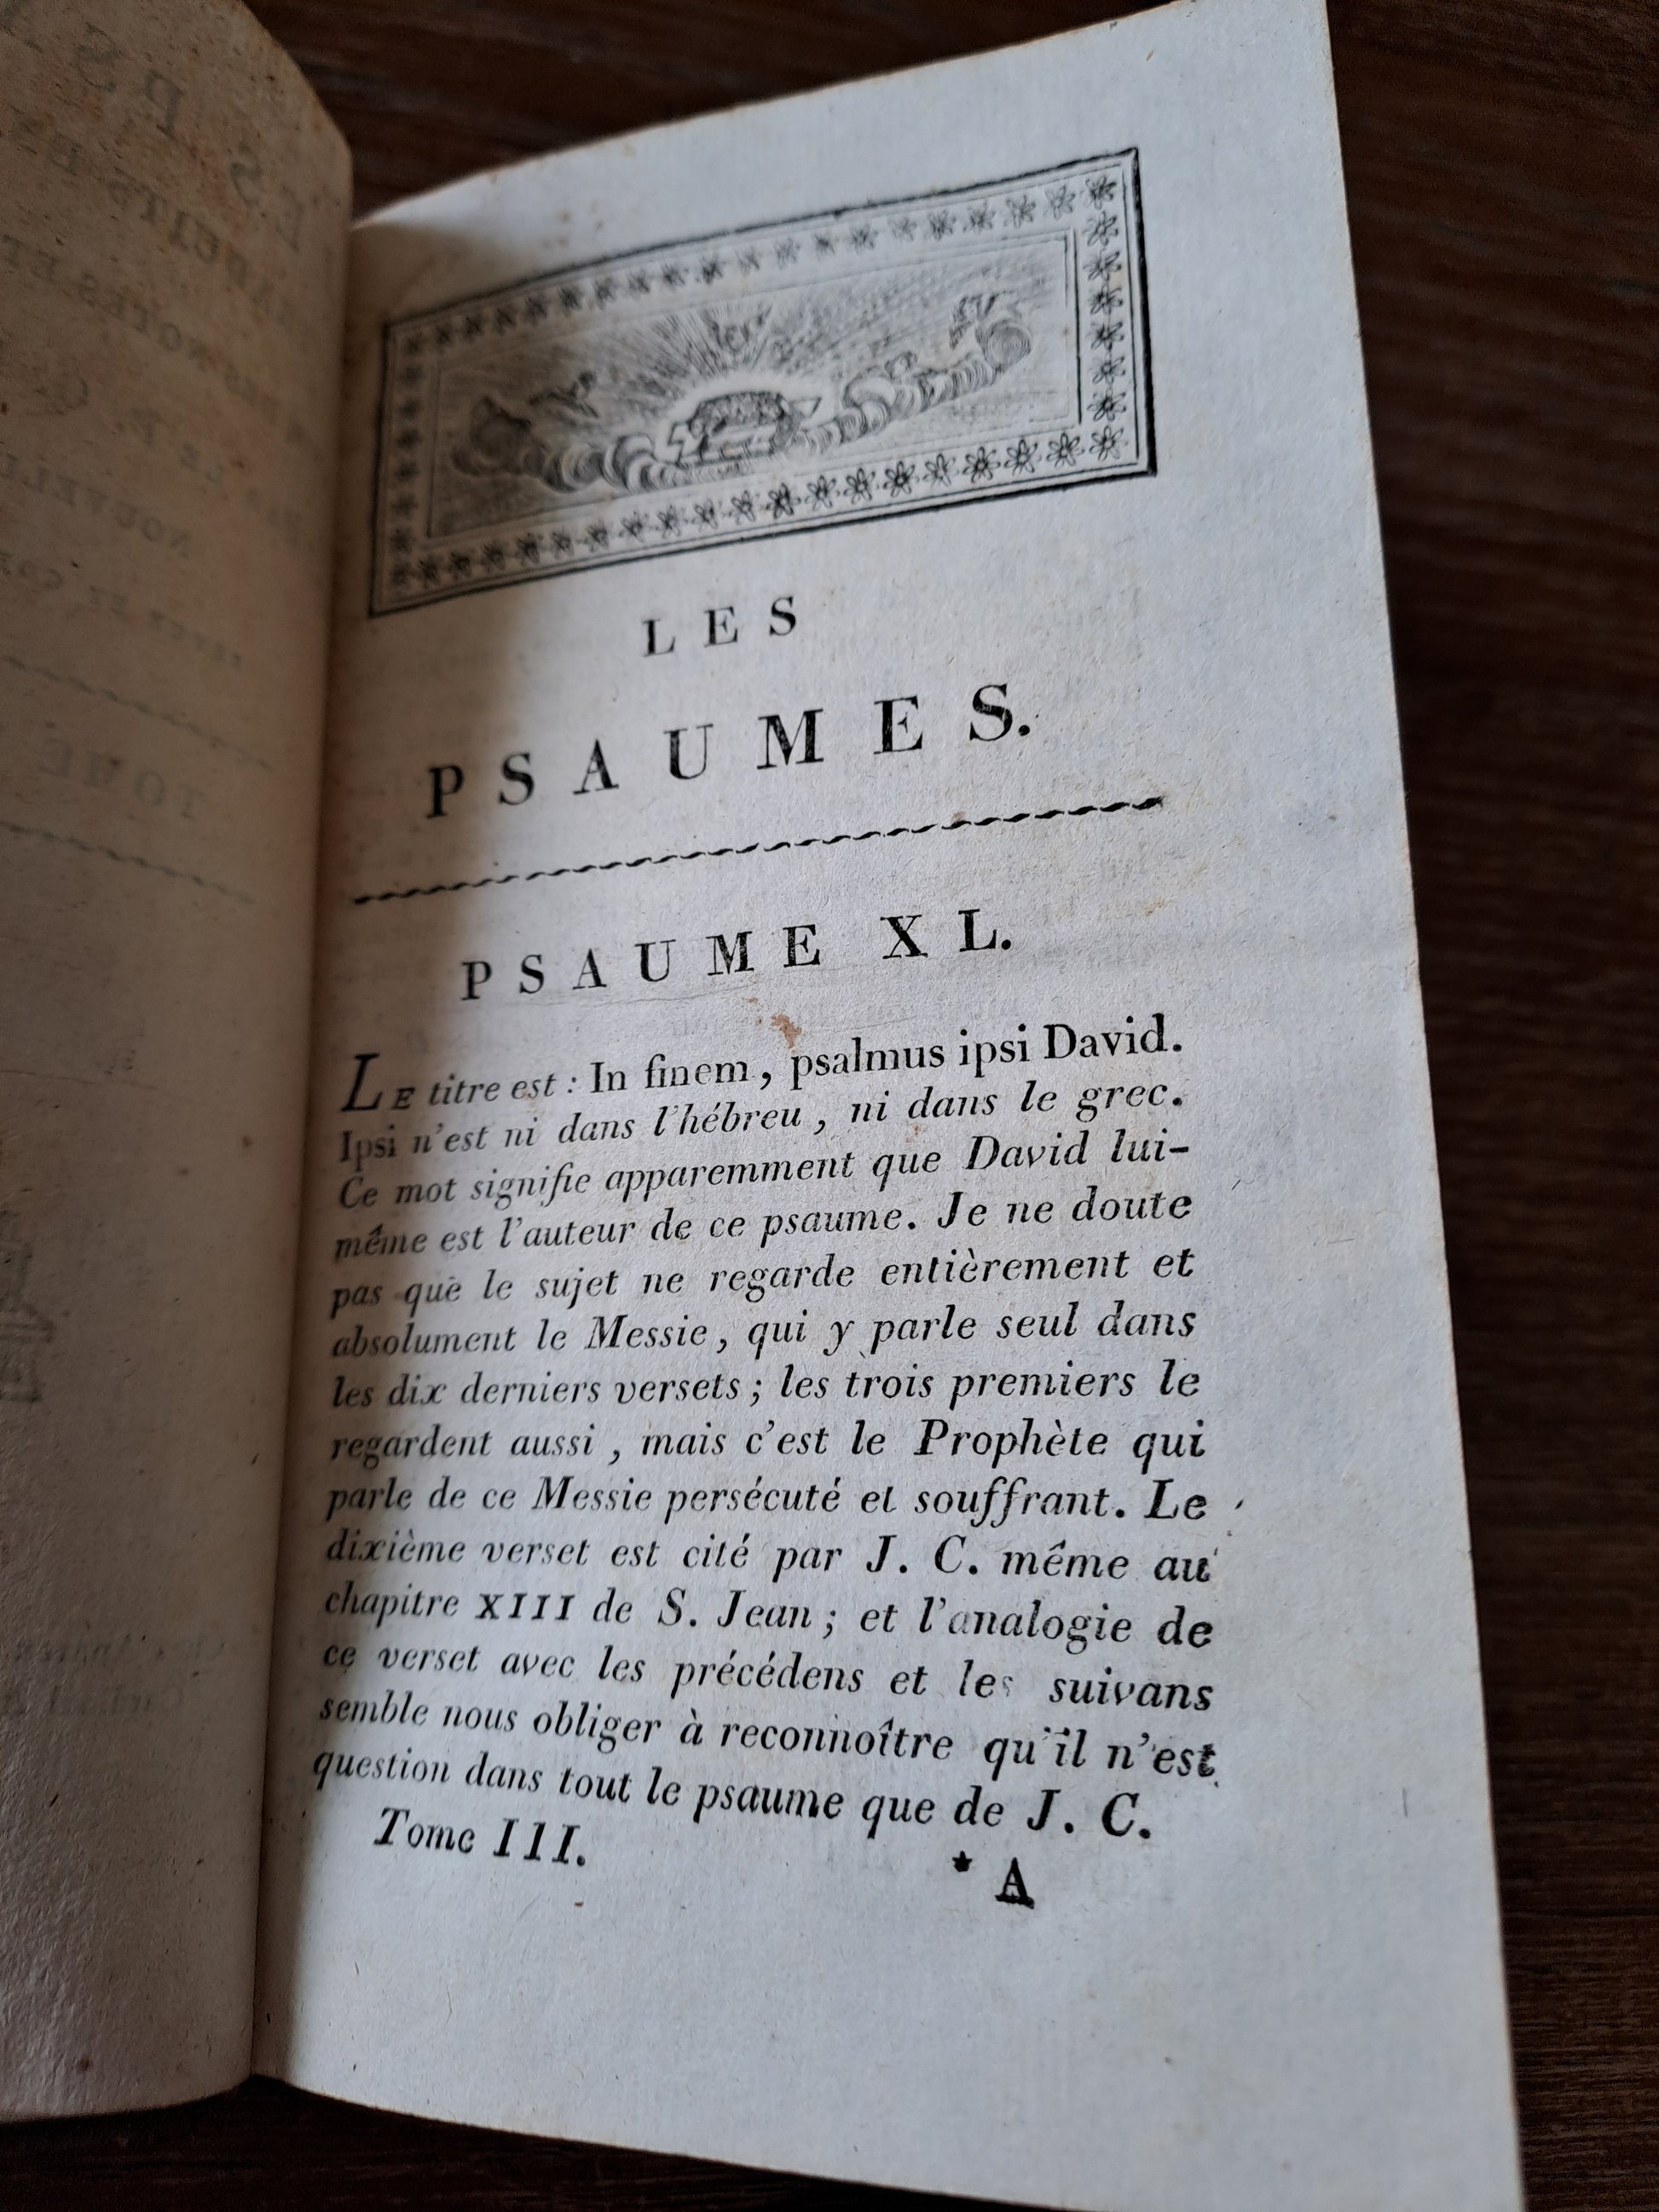 LES
PSAUMES.
PSAUME XL.
LE titre est : In finem, psalmus ipsi David.
Ipsi n'est ni dans l'hébreu, ni dans le grec.
Ce mot signifie apparemment que David lui-
même est l'auteur de ce psaume. Je ne doute
pas que le sujet ne regarde entièrement et
absolument le Messie, qui y parle seul dans
les dix derniers versets ; les trois premiers le
regardent aussi, mais c'est le Prophète qui
parle de ce Messie persécuté et souffrant. Le
dixième verset est cité par J. C. même au
chapitre XIII de S. Jean ; et l'analogie de
ce verset avec les précédens et les suivans
semble nous obliger à reconnoître qu'il n'est
question dans tout le psaume que de J. C.
Tome III.
* A